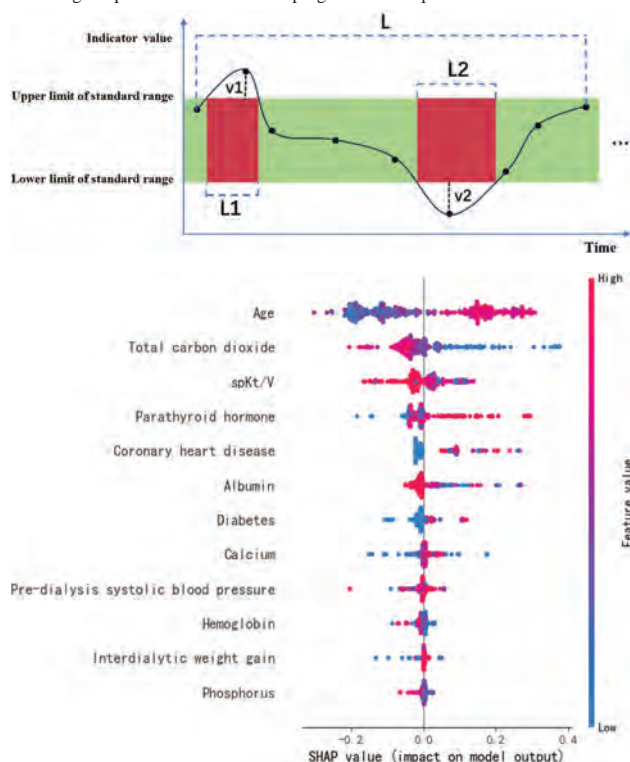 L
Indicator value
v1
L2
Upper limit of standard range
...
Lower limit of standard range
L1
v2
Time
High
Age
Total carbon dioxide
spKt/V
Parathyroid hormone
Coronary heart disease
Albumin
Diabetes
Calcium
Pre-dialysis systolic blood pressure
Hemoglobin
Interdialytic weight gain
Phosphorus
Feature value
Low
-0.2 0.0 0.2 0.4
SHAP value (impact on model output)